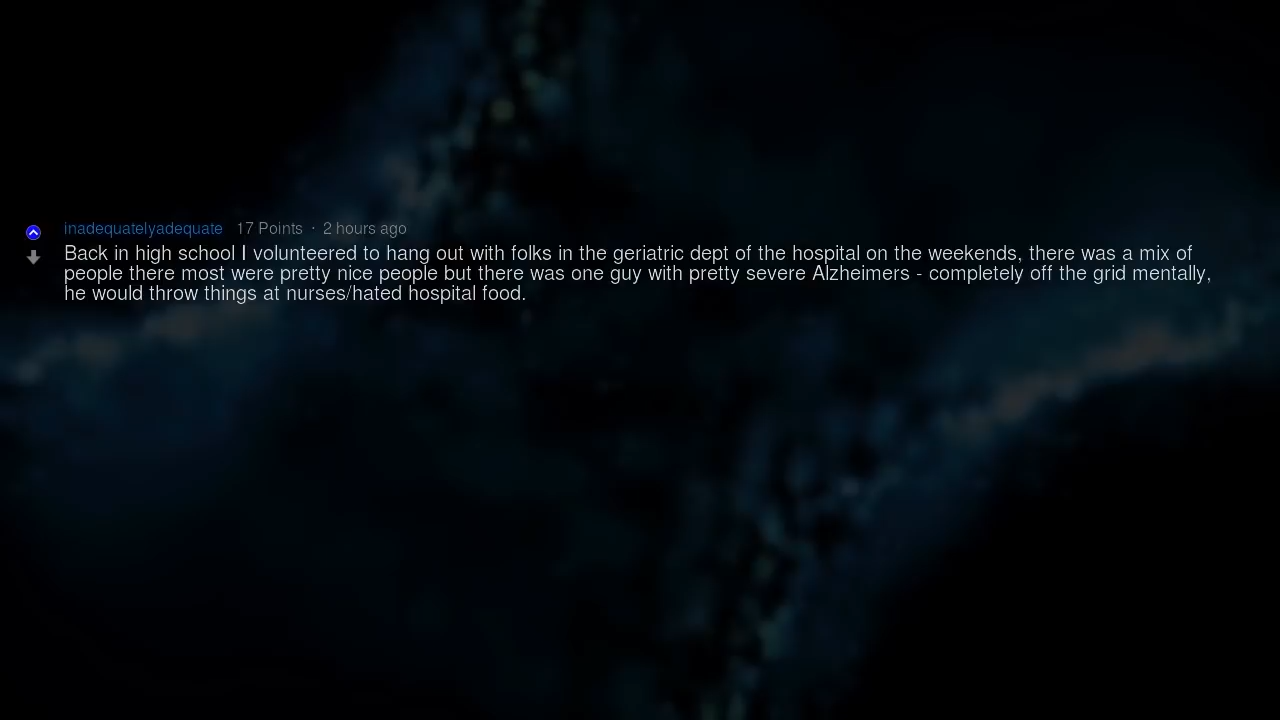 inadequatelyadequate 17 Points · 2 hours ago
Back in high school I volunteered to hang out with folks in the geriatric dept of the hospital on the weekends, there was a mix of
people there most were pretty nice people but there was one guy with pretty severe Alzheimers - completely off the grid mentally,
he would throw things at nurses/hated hospital food.